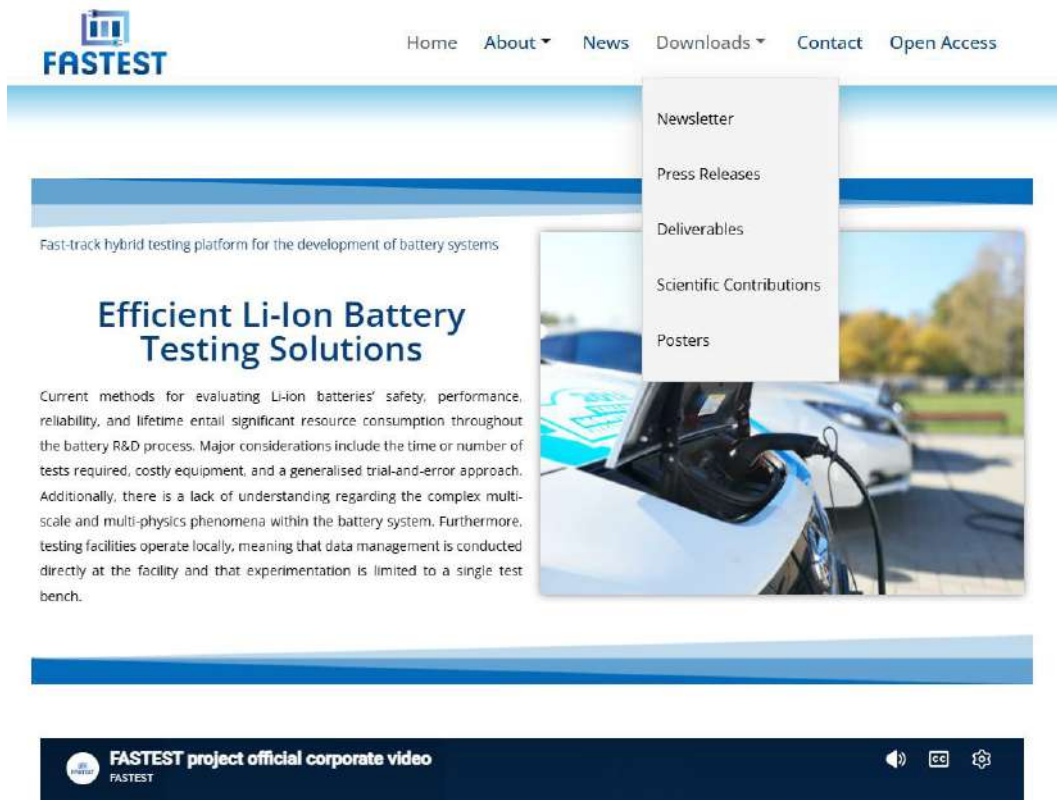 FASTEST
Home About News Downloads Contact Open Access
Newsletter
Press Releases
Deliverables
Scientific Contributions
Posters
Fast-track hybrid testing platform for the development of battery systems
Efficient Li-Ion Battery
Testing Solutions
Current methods for evaluating Li-ion batteries' safety, performance,
reliability, and lifetime entail significant resource consumption throughout
the battery R&D process. Major considerations include the time or number of
tests required, costly equipment, and a generalised trial-and-error approach.
Additionally, there is a lack of understanding regarding the complex multi-
scale and multi-physics phenomena within the battery system. Furthermore,
testing facilities operate locally, meaning that data management is conducted
directly at the facility and that experimentation is limited to a single test
bench.
FASTEST project official corporate video
FASTEST
CC